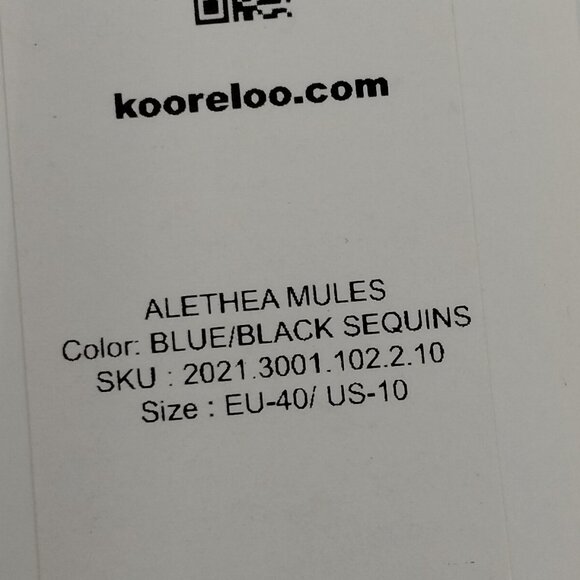 kooreloo.com
ALETHEA MULES
Color: BLUE/BLACK SEQUINS
SKU : 2021.3001.102.2.10
Size : EU-40/ US-10